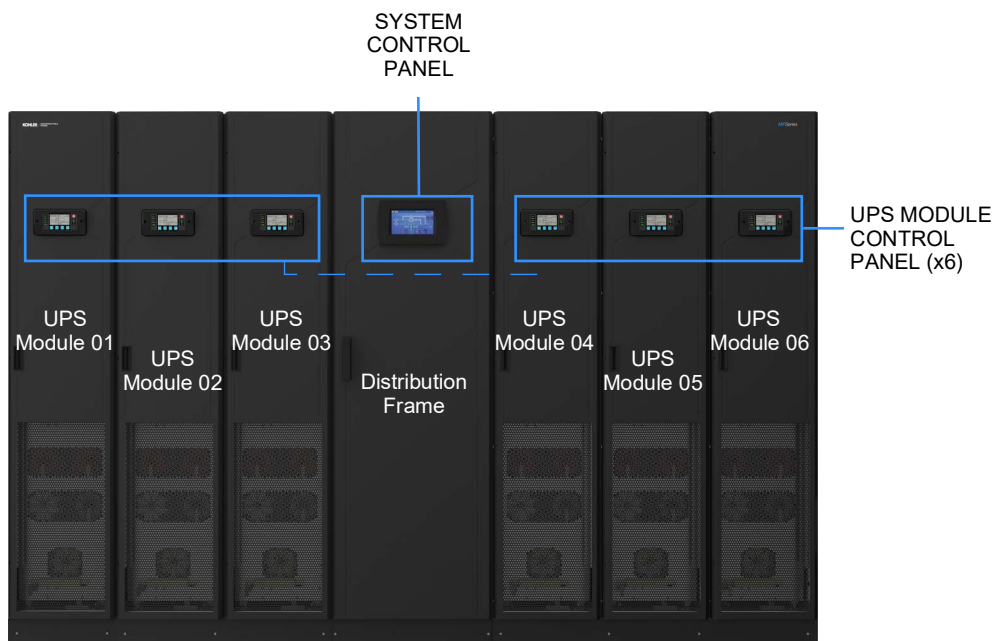 SYSTEM
CONTROL
PANEL
KOHLER
UPS MODULE
CONTROL
PANEL (x6)
UPS
Module 01
UPS
Module 02
UPS
Module 03
Distribution
Frame
UPS
Module 04
UPS
Module 05
UPS
Module 06